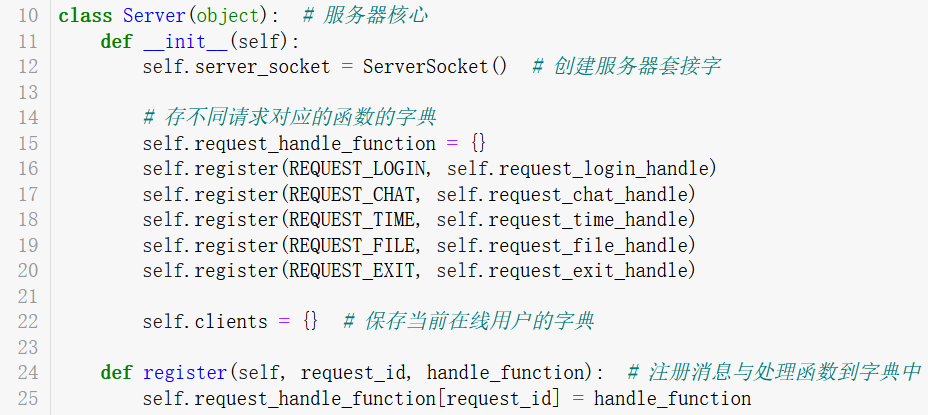 10 class Server(object):  # 服务器核心
11     def __init__(self):
12         self.server_socket = ServerSocket()  # 创建服务器套接字
13
14         # 存不同请求对应的函数的字典
15         self.request_handle_function = {}
16         self.register(REQUEST_LOGIN, self.request_login_handle)
17         self.register(REQUEST_CHAT, self.request_chat_handle)
18         self.register(REQUEST_TIME, self.request_time_handle)
19         self.register(REQUEST_FILE, self.request_file_handle)
20         self.register(REQUEST_EXIT, self.request_exit_handle)
21
22         self.clients = {}  # 保存当前在线用户的字典
23
24     def register(self, request_id, handle_function):  # 注册消息与处理函数到字典中
25         self.request_handle_function[request_id] = handle_function